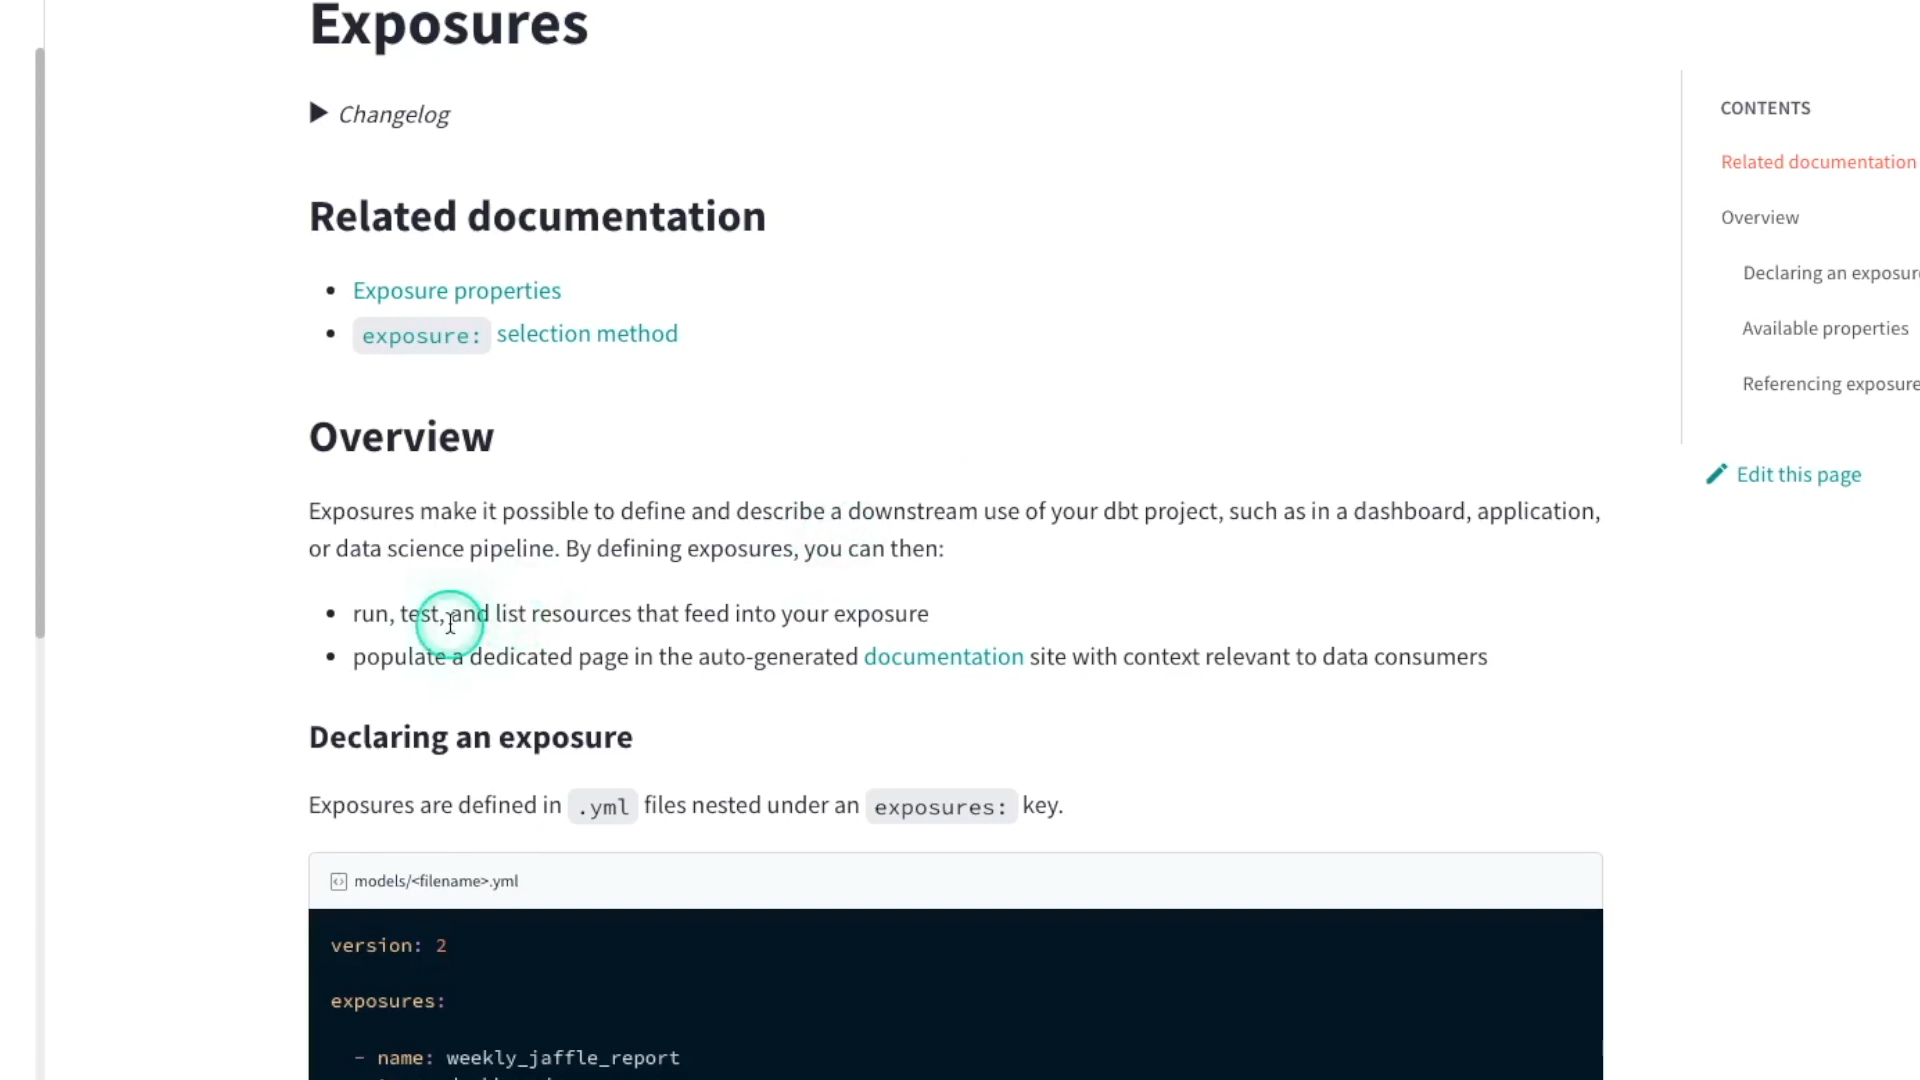 Exposures
Changelog
Related documentation
Exposure properties
exposure: selection method
Overview
Exposures make it possible to define and describe a downstream use of your dbt project, such as in a dashboard, application,
or data science pipeline. By defining exposures, you can then:
run, test, and list resources that feed into your exposure
populate a dedicated page in the auto-generated documentation site with context relevant to data consumers
Declaring an exposure
Exposures are defined in .yml files nested under an exposures: key.
models/<filename>.yml
version: 2
exposures:
- name: weekly_jaffle_report
CONTENTS
Related documentation
Overview
Declaring an exposur
Available properties
Referencing exposure
Edit this page